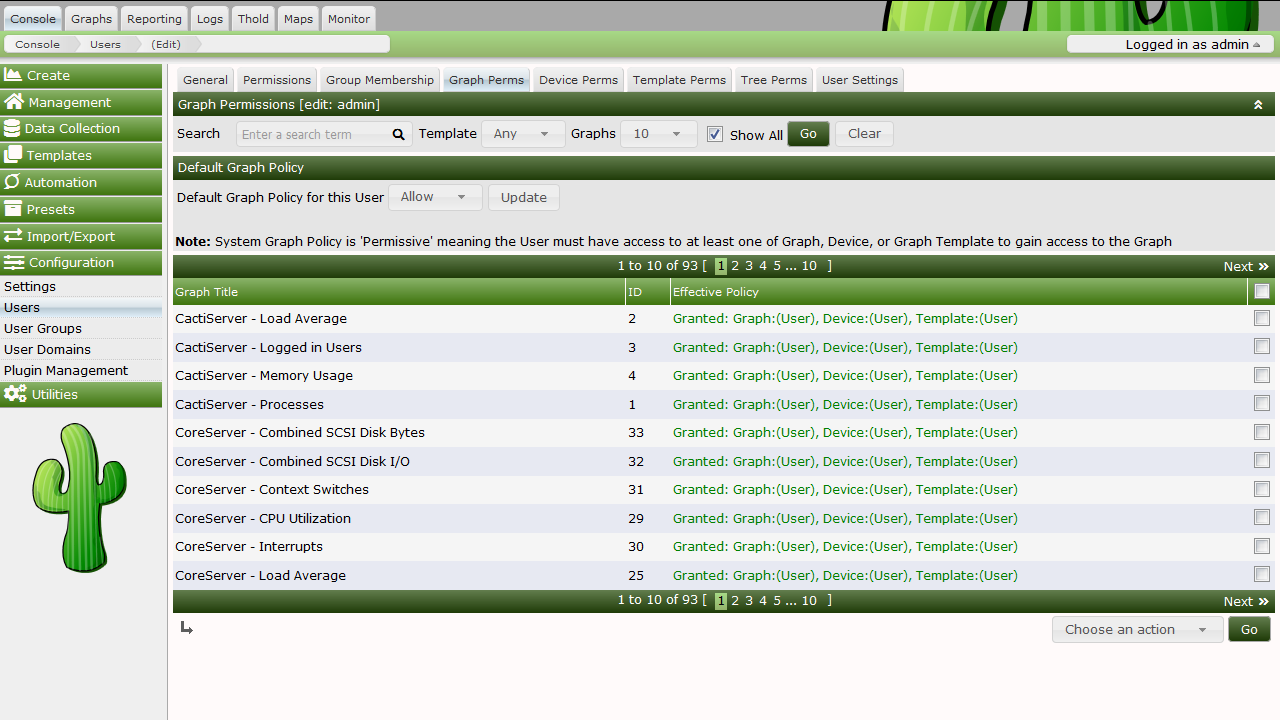 Console Graphs Reporting Logs Thold Maps Monitor
Console Users (Edit) Logged in as admin
Create
Management
Data Collection
Templates
Automation
Presets
Import/Export
Configuration
Settings
Users
User Groups
User Domains
Plugin Management
Utilities
General Permissions Group Membership Graph Perms Device Perms Template Perms Tree Perms User Settings
Graph Permissions [edit: admin]
Search Enter a search term Template Any Graphs 10 Show All Go Clear
Default Graph Policy
Default Graph Policy for this User Allow Update
Note: System Graph Policy is 'Permissive' meaning the User must have access to at least one of Graph, Device, or Graph Template to gain access to the Graph
1 to 10 of 93 [ 1 2 3 4 5 ... 10 ] Next »
Graph Title ID Effective Policy
CactiServer - Load Average 2 Granted: Graph:(User), Device:(User), Template:(User)
CactiServer - Logged in Users 3 Granted: Graph:(User), Device:(User), Template:(User)
CactiServer - Memory Usage 4 Granted: Graph:(User), Device:(User), Template:(User)
CactiServer - Processes 1 Granted: Graph:(User), Device:(User), Template:(User)
CoreServer - Combined SCSI Disk Bytes 33 Granted: Graph:(User), Device:(User), Template:(User)
CoreServer - Combined SCSI Disk I/O 32 Granted: Graph:(User), Device:(User), Template:(User)
CoreServer - Context Switches 31 Granted: Graph:(User), Device:(User), Template:(User)
CoreServer - CPU Utilization 29 Granted: Graph:(User), Device:(User), Template:(User)
CoreServer - Interrupts 30 Granted: Graph:(User), Device:(User), Template:(User)
CoreServer - Load Average 25 Granted: Graph:(User), Device:(User), Template:(User)
1 to 10 of 93 [ 1 2 3 4 5 ... 10 ] Next »
Choose an action Go